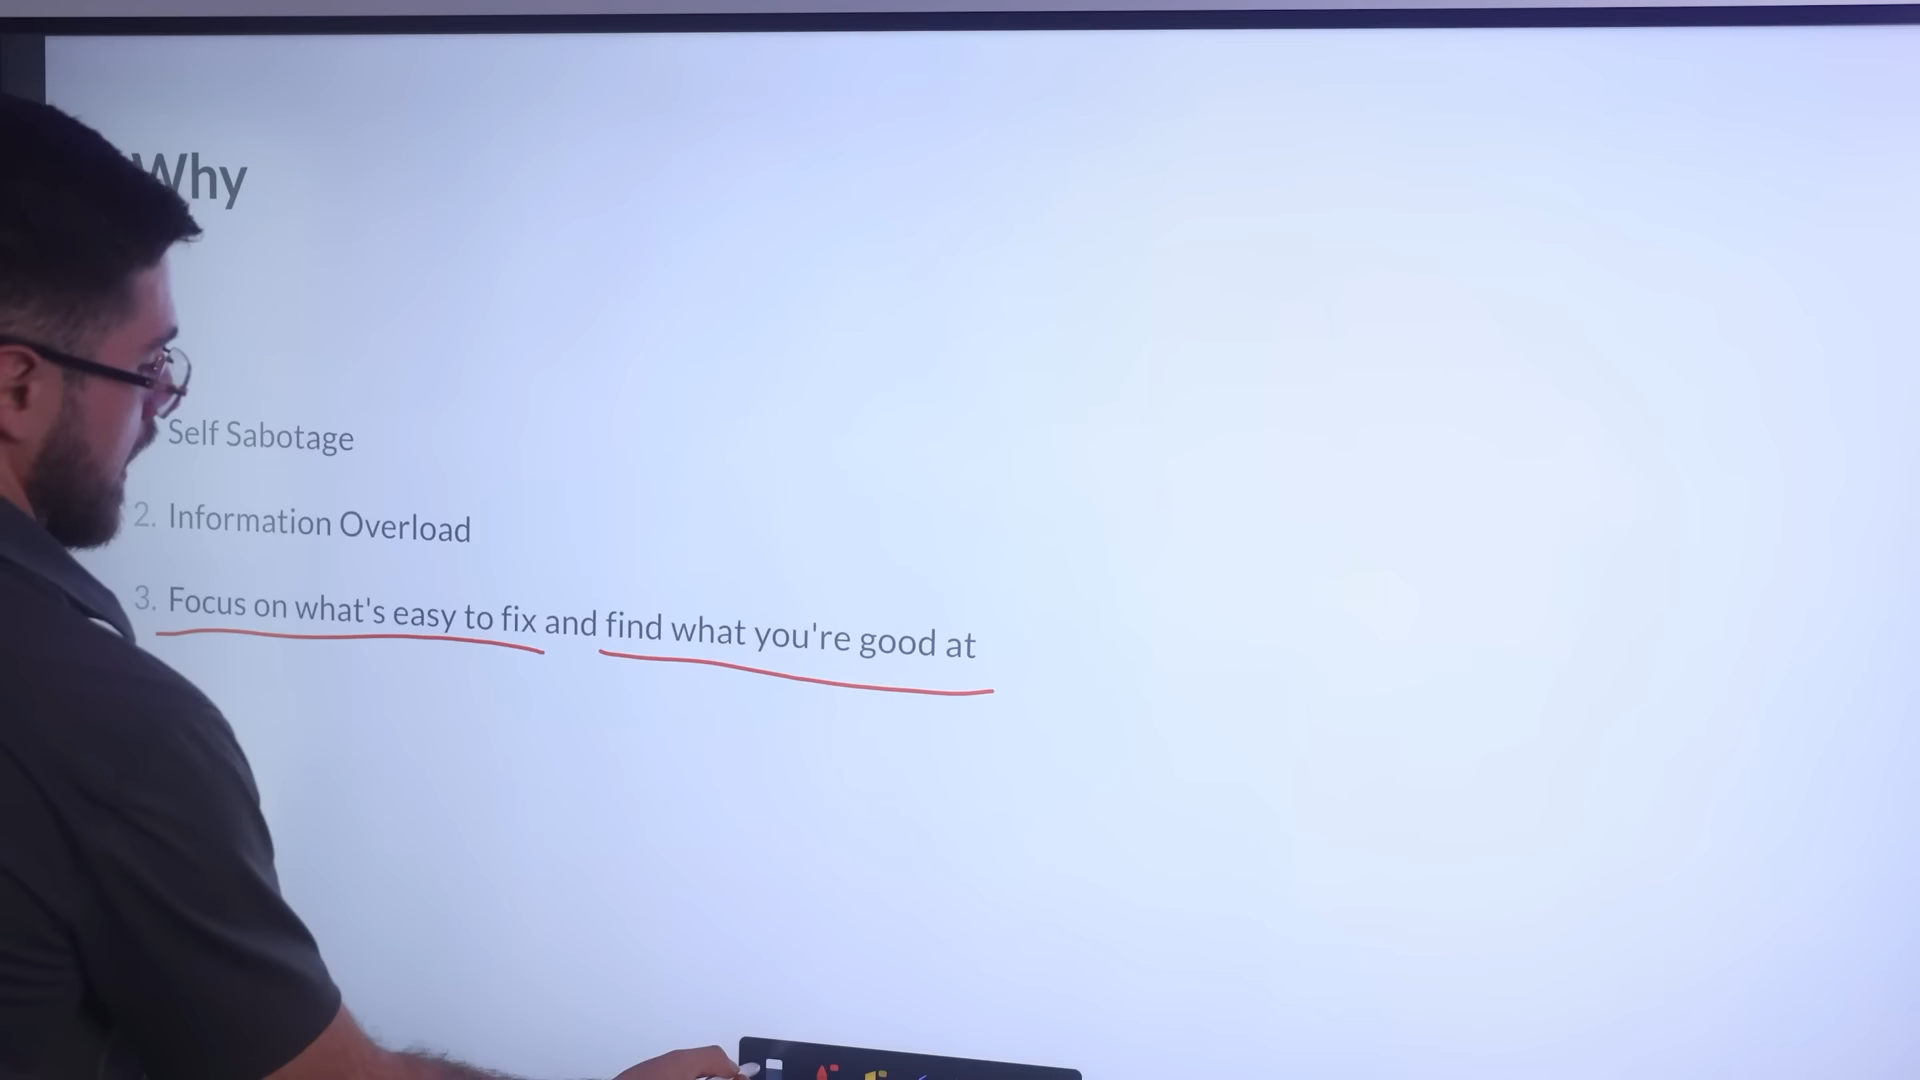 Why
Self Sabotage
2. Information Overload
3. Focus on what's easy to fix and find what you're good at